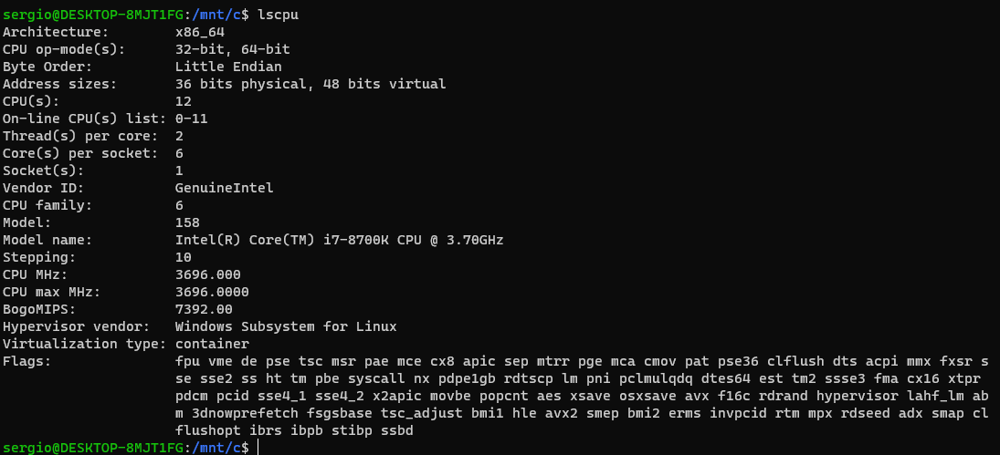 sergio@DESKTOP-8MJT1FG:/mnt/c$ lscpu
Architecture: x86_64
CPU op-mode(s): 32-bit, 64-bit
Byte Order: Little Endian
Address sizes: 36 bits physical, 48 bits virtual
CPU(s): 12
On-line CPU(s) list: 0-11
Thread(s) per core: 2
Core(s) per socket: 6
Socket(s): 1
Vendor ID: GenuineIntel
CPU family: 6
Model: 158
Model name: Intel(R) Core(TM) i7-8700K CPU @ 3.70GHz
Stepping: 10
CPU MHz: 3696.000
CPU max MHz: 3696.0000
BogoMIPS: 7392.00
Hypervisor vendor: Windows Subsystem for Linux
Virtualization type: container
Flags: fpu vme de pse tsc msr pae mce cx8 apic sep mtrr pge mca cmov pat pse36 clflush dts acpi mmx fxsr s
se sse2 ss ht tm pbe syscall nx pdpe1gb rdtscp lm pni pclmulqdq dtes64 est tm2 ssse3 fma cx16 xtpr
pdcm pcid sse4_1 sse4_2 x2apic movbe popcnt aes xsave osxsave avx f16c rdrand hypervisor lahf_lm ab
m 3dnowprefetch fsgsbase tsc_adjust bmi1 hle avx2 smep bmi2 erms invpcid rtm mpx rdseed adx smap cl
flushopt ibrs ibpb stibp ssbd
sergio@DESKTOP-8MJT1FG:/mnt/c$